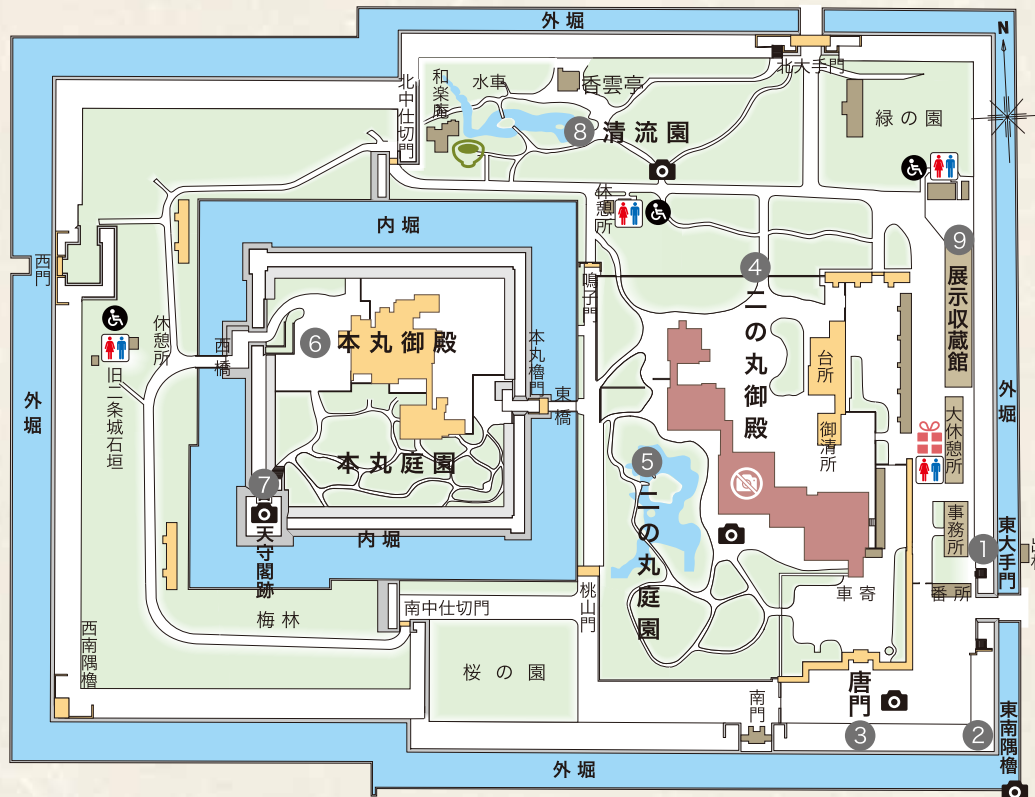 外堀
N
北大手門
北中仕切門
和楽庵
水車
香雲亭
8 清流園
緑の園
休憩所
内堀
西門
9 展示収蔵館
4 二の丸御殿
鳴子門
休憩所
西橋
6 本丸御殿
本丸櫓門
東橋
台所
御清所
外堀
外堀
旧二条城石垣
本丸庭園
大休憩所
5 二の丸庭園
7 天守閣跡
内堀
事務所
1 東大手門
番所
車寄
梅林
南中仕切門
桃山門
西南隅櫓
桜の園
南門
唐門
3
2 東南隅櫓
外堀